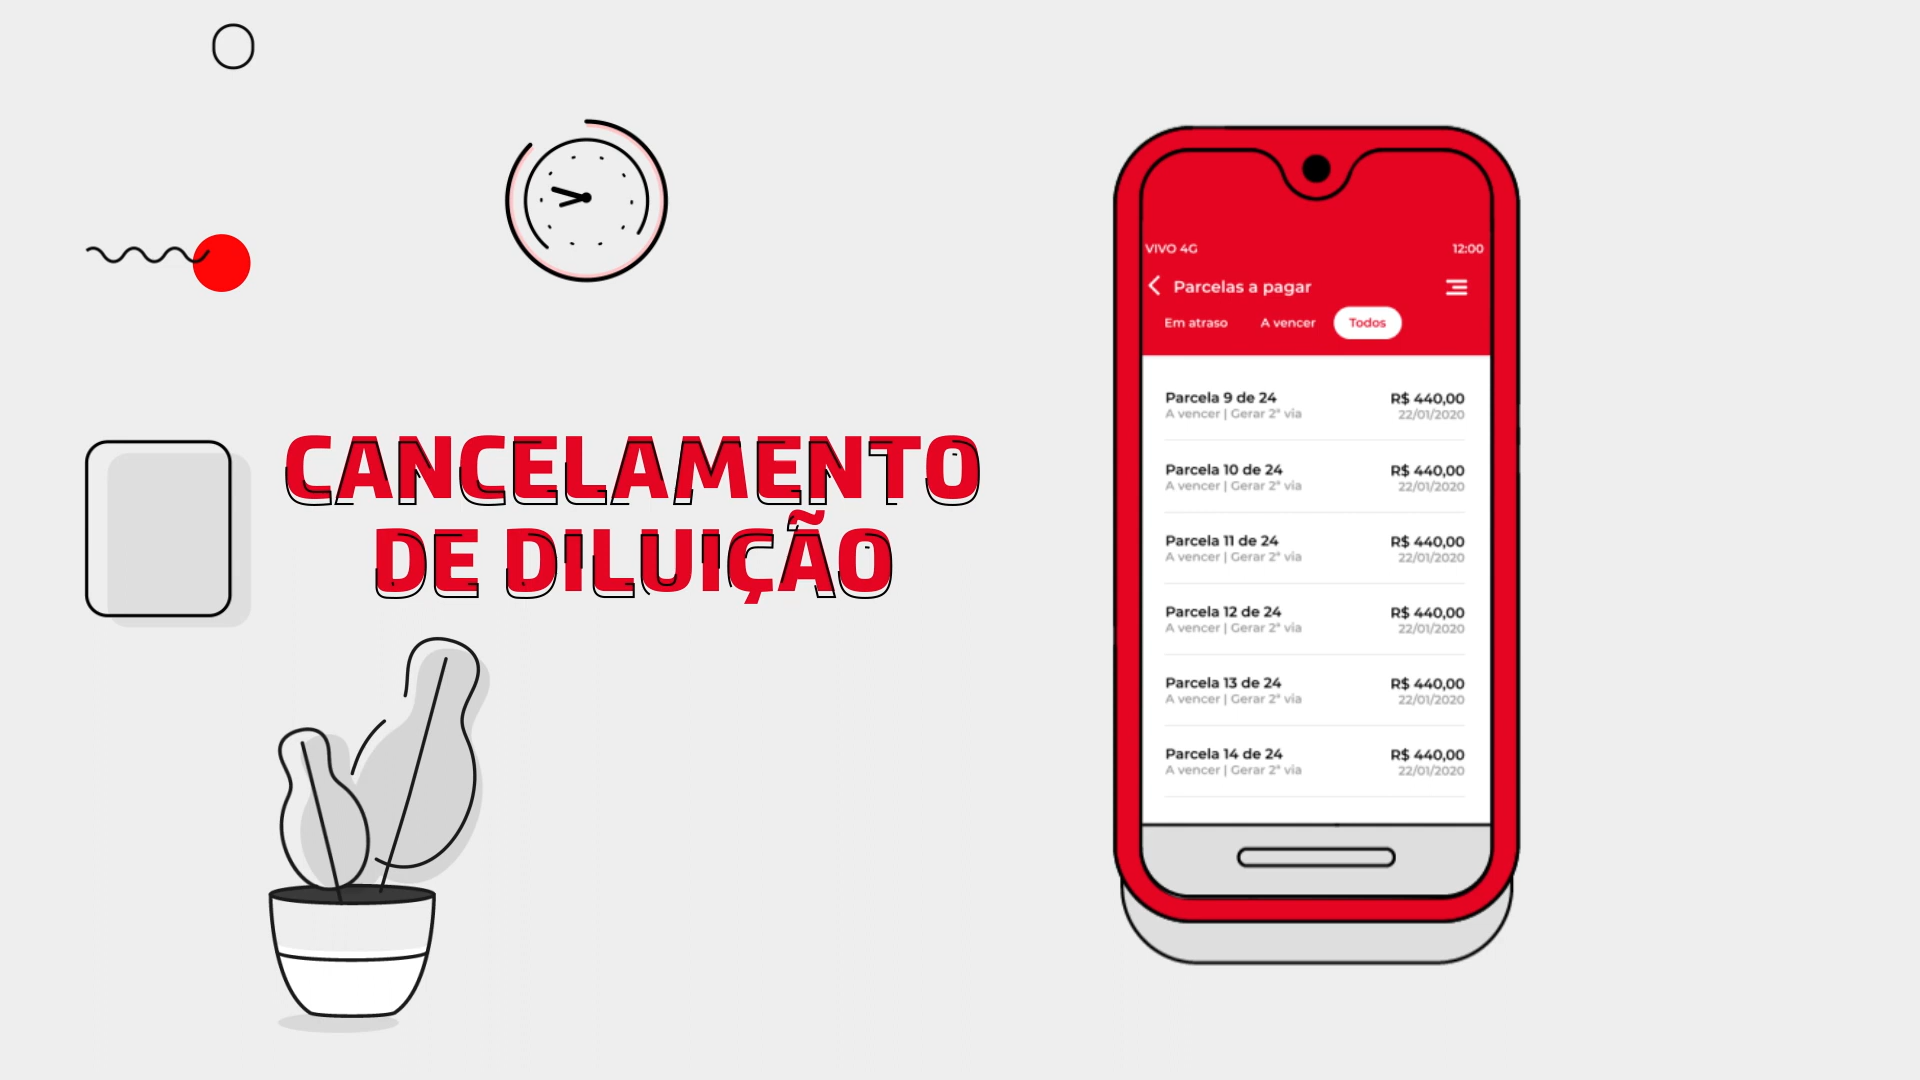 CANCELAMENTO
DE DILUIÇÃO
VIVO 4G 12:00
Parcelas a pagar
Em atraso A vencer Todos
Parcela 9 de 24 R$ 440,00
A vencer | Gerar 2ª via 22/01/2020
Parcela 10 de 24 R$ 440,00
A vencer | Gerar 2ª via 22/01/2020
Parcela 11 de 24 R$ 440,00
A vencer | Gerar 2ª via 22/01/2020
Parcela 12 de 24 R$ 440,00
A vencer | Gerar 2ª via 22/01/2020
Parcela 13 de 24 R$ 440,00
A vencer | Gerar 2ª via 22/01/2020
Parcela 14 de 24 R$ 440,00
A vencer | Gerar 2ª via 22/01/2020